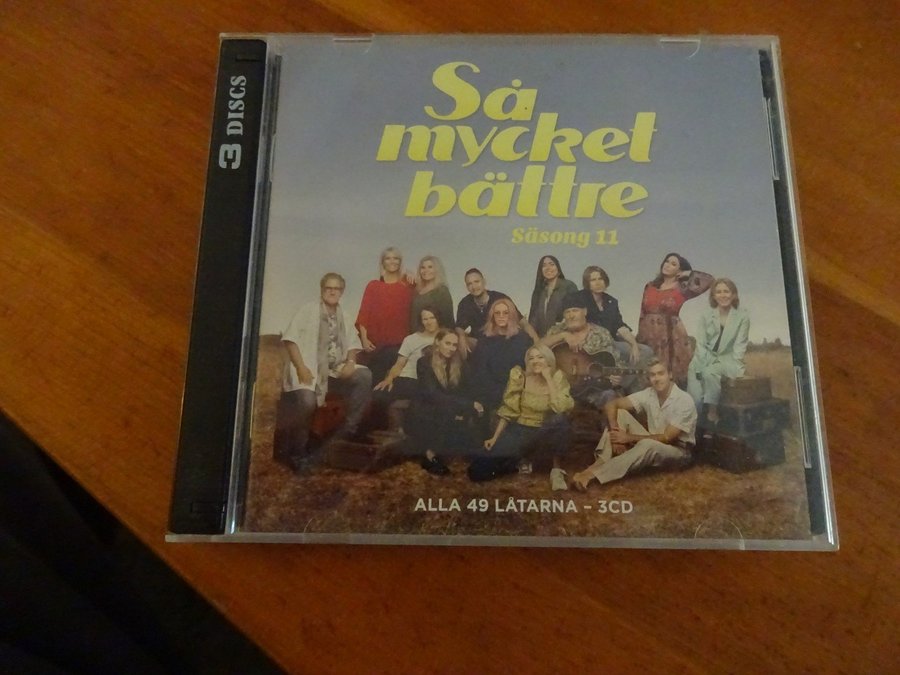 3 DISCS
Så
mycket
bättre
Säsong 11
ALLA 49 LÅTARNA – 3CD